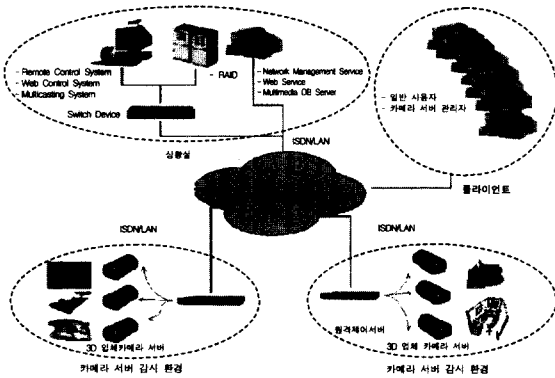 - Remote Control System
- Web Control System
- Multicasting System
- RAID
- Network Management Service
- Web Service
- Multimedia DB Server
Switch Device
상황실
ISDN/LAN
- 일반 사용자
- 카메라 서버 관리자
클라이언트
ISDN/LAN
ISDN/LAN
3D 입체카메라 서버
카메라 서버 감시 환경
원격제어서버
3D 입체 카메라 서버
카메라 서버 감시 환경